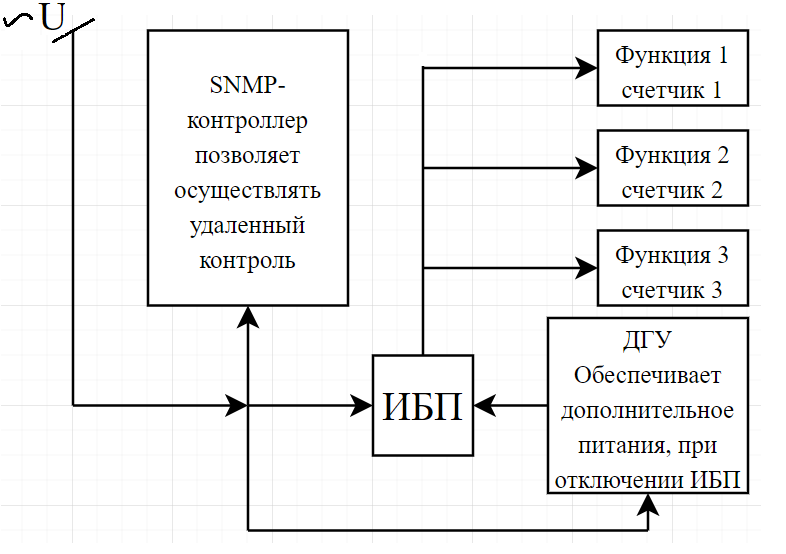 ~U
SNMP-
контроллер
позволяет
осуществлять
удаленный
контроль
Функция 1
счетчик 1
Функция 2
счетчик 2
Функция 3
счетчик 3
ИБП
ДГУ
Обеспечивает
дополнительное
питания, при
отключении ИБП